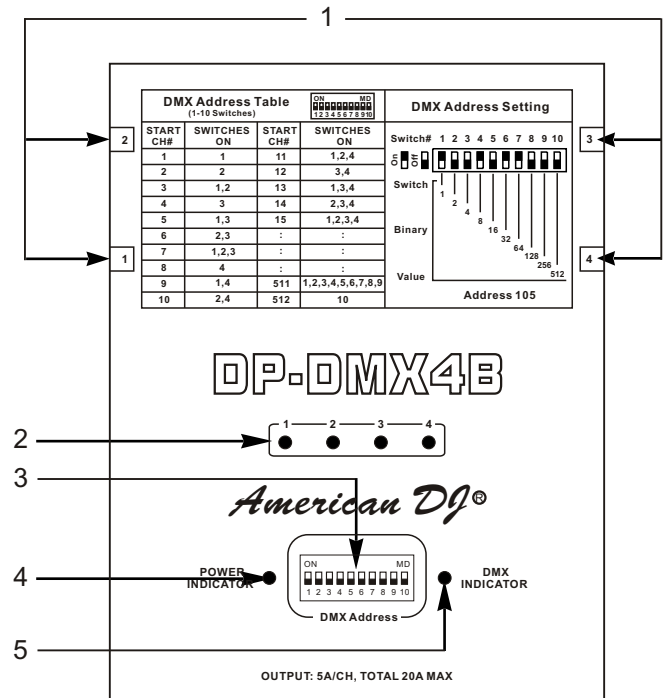 1
DMX Address Table
(1-10 Switches)
ON MD
1 2 3 4 5 6 7 8 9 10
DMX Address Setting
START CH# SWITCHES ON START CH# SWITCHES ON
1 1 11 1,2,4
2 2 12 3,4
3 1,2 13 1,3,4
4 3 14 2,3,4
5 1,3 15 1,2,3,4
6 2,3 : :
7 1,2,3 : :
8 4 : :
9 1,4 511 1,2,3,4,5,6,7,8,9
10 2,4 512 10
Switch# 1 2 3 4 5 6 7 8 9 10
On Off
Switch
1 2 4 8 16 32 64 128 256 512
Binary
Value
Address 105
2
3
1
4
DP-DMX4B
1 2 3 4
2
3
American DJ®
4
POWER
INDICATOR
ON MD
1 2 3 4 5 6 7 8 9 10
DMX Address
DMX
INDICATOR
5
OUTPUT: 5A/CH, TOTAL 20A MAX